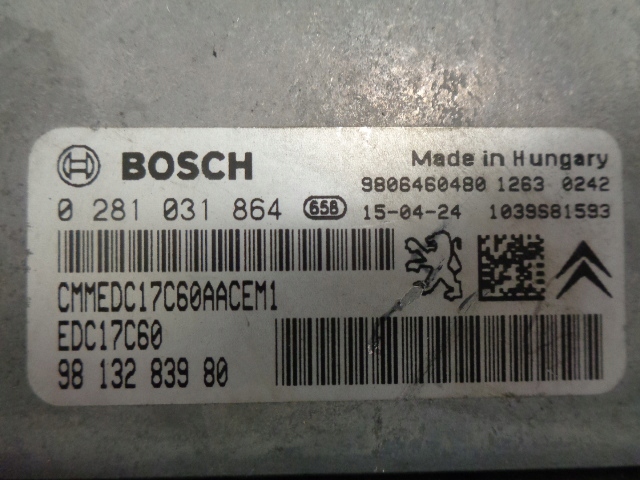 BOSCH
Made in Hungary
9806460480 1263 0242
0 281 031 864 65B 15-04-24 1039S81593
CMMEDC17C60AACEM1
EDC17C60
98 132 839 80